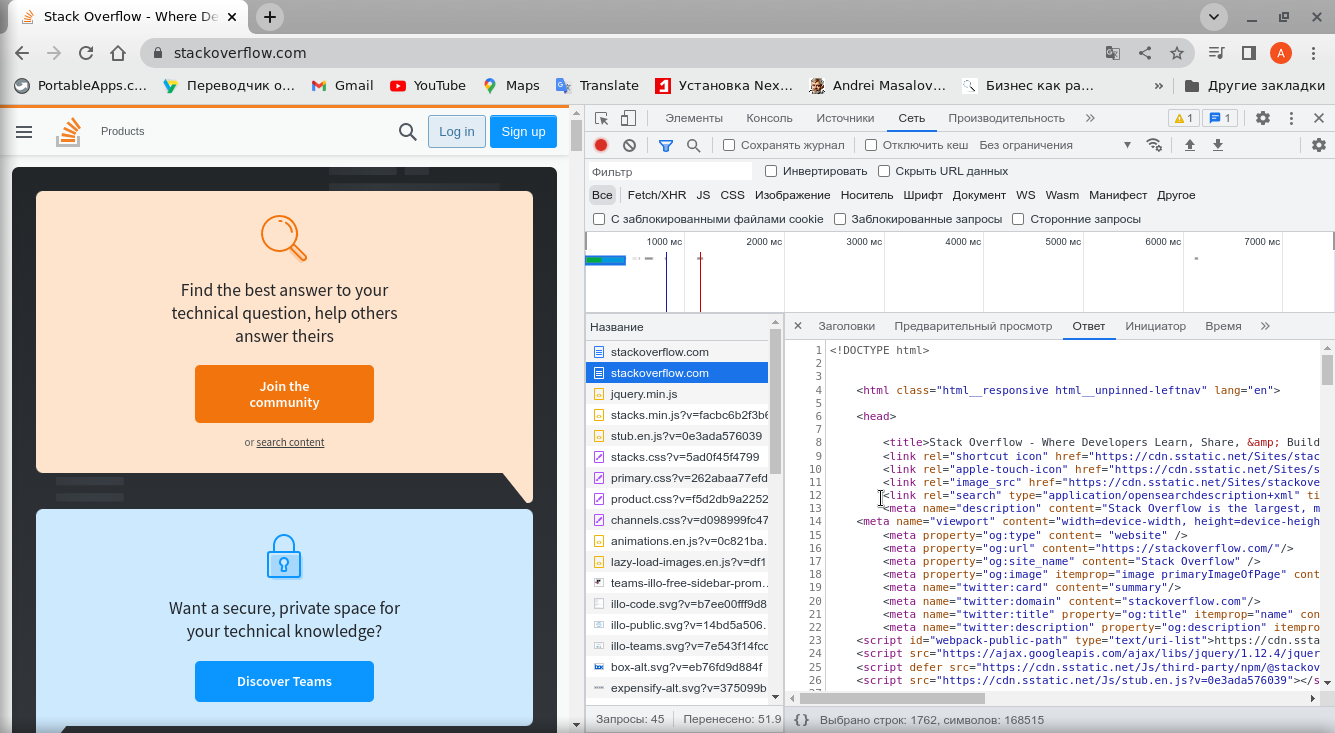 Stack Overflow - Where De
stackoverflow.com
A
PortableApps.c... Переводчик о... Gmail YouTube Maps Translate Установка Nex... Andrei Masalov... Бизнес как ра... » Другие закладки
Products
Log in Sign up
Find the best answer to your
technical question, help others
answer theirs
Join the
community
or search content
Want a secure, private space for
your technical knowledge?
Discover Teams
Элементы Консоль Источники Сеть Производительность » 1 1
Сохранять журнал Отключить кеш Без ограничения
Фильтр Инвертировать Скрыть URL данных
Все Fetch/XHR JS CSS Изображение Носитель Шрифт Документ WS Wasm Манифест Другое
С заблокированными файлами cookie Заблокированные запросы Сторонние запросы
1000 мс 2000 мс 3000 мс 4000 мс 5000 мс 6000 мс 7000 мс
Название
stackoverflow.com
stackoverflow.com
jquery.min.js
stacks.min.js?v=facbc6b2f3b6
stub.en.js?v=0e3ada576039
stacks.css?v=5ad0f45f4799
primary.css?v=262abaa77efd
product.css?v=f5d2db9a2252
channels.css?v=d098999fc47
animations.en.js?v=0c821ba.
lazy-load-images.en.js?v=df1
teams-illo-free-sidebar-prom…
illo-code.svg?v=b7ee00fff9d8
illo-public.svg?v=14bd5a506.
illo-teams.svg?v=7e543f14fcc
box-alt.svg?v=eb76fd9d884f
expensify-alt.svg?v=375099b
Запросы: 45 Перенесено: 51.9
× Заголовки Предварительный просмотр Ответ Инициатор Время »
1 <!DOCTYPE html>
2
3
4 <html class="html__responsive html__unpinned-leftnav" lang="en">
5
6 <head>
7
8 <title>Stack Overflow - Where Developers Learn, Share, &amp; Build
9 <link rel="shortcut icon" href="https://cdn.sstatic.net/Sites/stac
10 <link rel="apple-touch-icon" href="https://cdn.sstatic.net/Sites/s
11 <link rel="image_src" href="https://cdn.sstatic.net/Sites/stackove
12 <link rel="search" type="application/opensearchdescription+xml" ti
13 <meta name="description" content="Stack Overflow is the largest, m
14 <meta name="viewport" content="width=device-width, height=device-heigh
15 <meta property="og:type" content= "website" />
16 <meta property="og:url" content="https://stackoverflow.com/"/>
17 <meta property="og:site_name" content="Stack Overflow" />
18 <meta property="og:image" itemprop="image primaryImageOfPage" cont
19 <meta name="twitter:card" content="summary"/>
20 <meta name="twitter:domain" content="stackoverflow.com"/>
21 <meta name="twitter:title" property="og:title" itemprop="name" con
22 <meta name="twitter:description" property="og:description" itempro
23 <script id="webpack-public-path" type="text/uri-list">https://cdn.ssta
24 <script src="https://ajax.googleapis.com/ajax/libs/jquery/1.12.4/jquer
25 <script defer src="https://cdn.sstatic.net/Js/third-party/npm/@stackov
26 <script src="https://cdn.sstatic.net/Js/stub.en.js?v=0e3ada576039"></s
{} Выбрано строк: 1762, символов: 168515